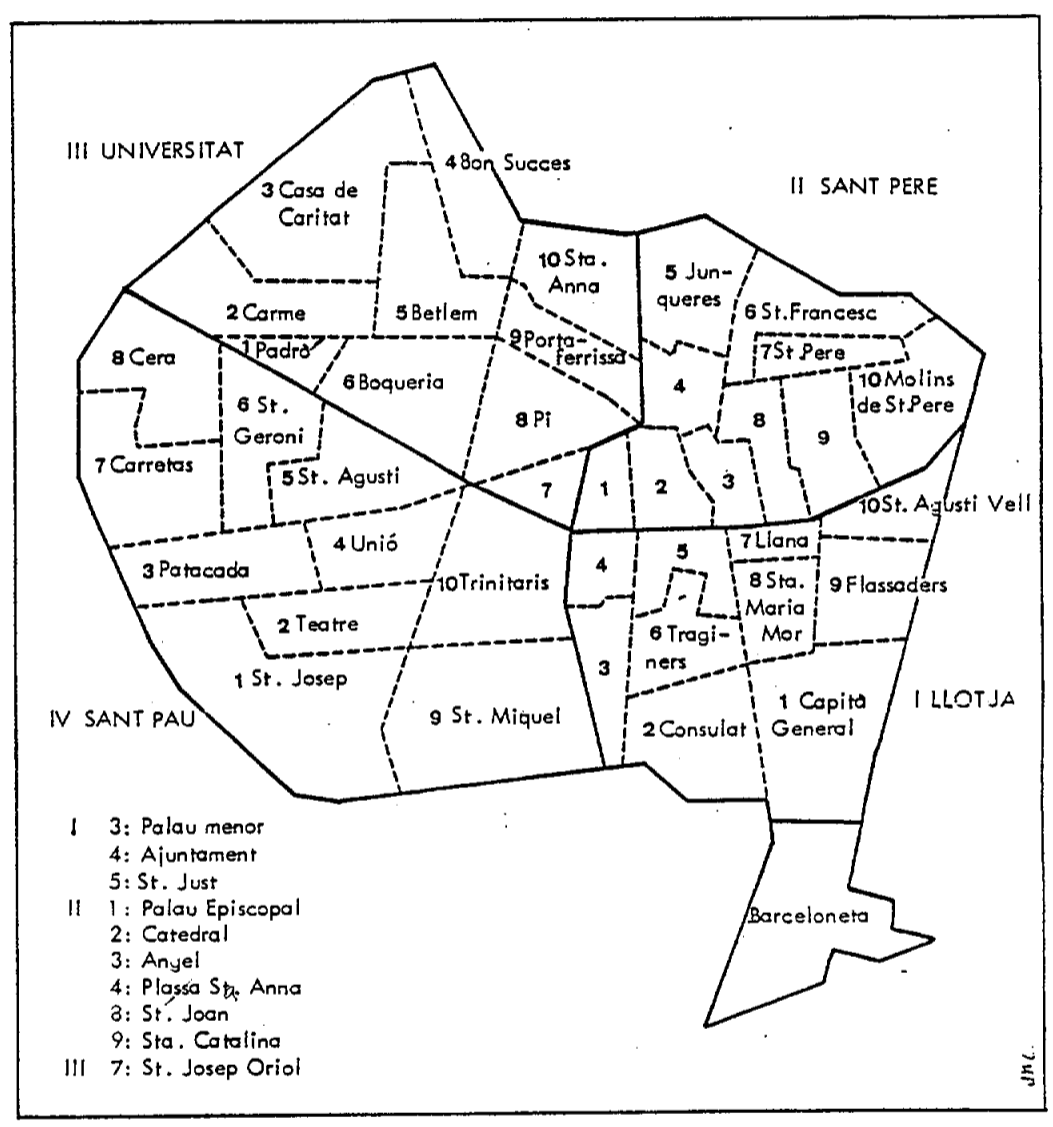 III UNIVERSITAT
4 Bon Succes
II SANT PERE
3 Casa de
Caritat
10 Sta.
Anna
5 Jun-
queres
6 St. Francesc
2 Carme
5 Betlem
9 Porta-
ferrissa
7 St. Pere
1 Padrò
8 Cera
6 Boqueria
4
10 Molins
de St. Pere
6 St.
Geroni
8 Pi
8
9
7 Carretas
5 St. Agusti
7
1
2
3
10 St. Agusti Vell
4 Unió
7 Llana
5
3 Patacada
4
10 Trinitaris
8 Sta.
Maria
Mor
9 Flassaders
2 Teatre
6 Tragi-
ners
3
1 St. Josep
I LLOTJA
IV SANT PAU
9 St. Miquel
2 Consulat
1 Capità
General
I 3: Palau menor
4: Ajuntament
5: St. Just
II 1: Palau Episcopal
2: Catedral
3: Anyel
4: Plassa Sta. Anna
8: St. Joan
9: Sta. Catalina
III 7: St. Josep Oriol
Barceloneta